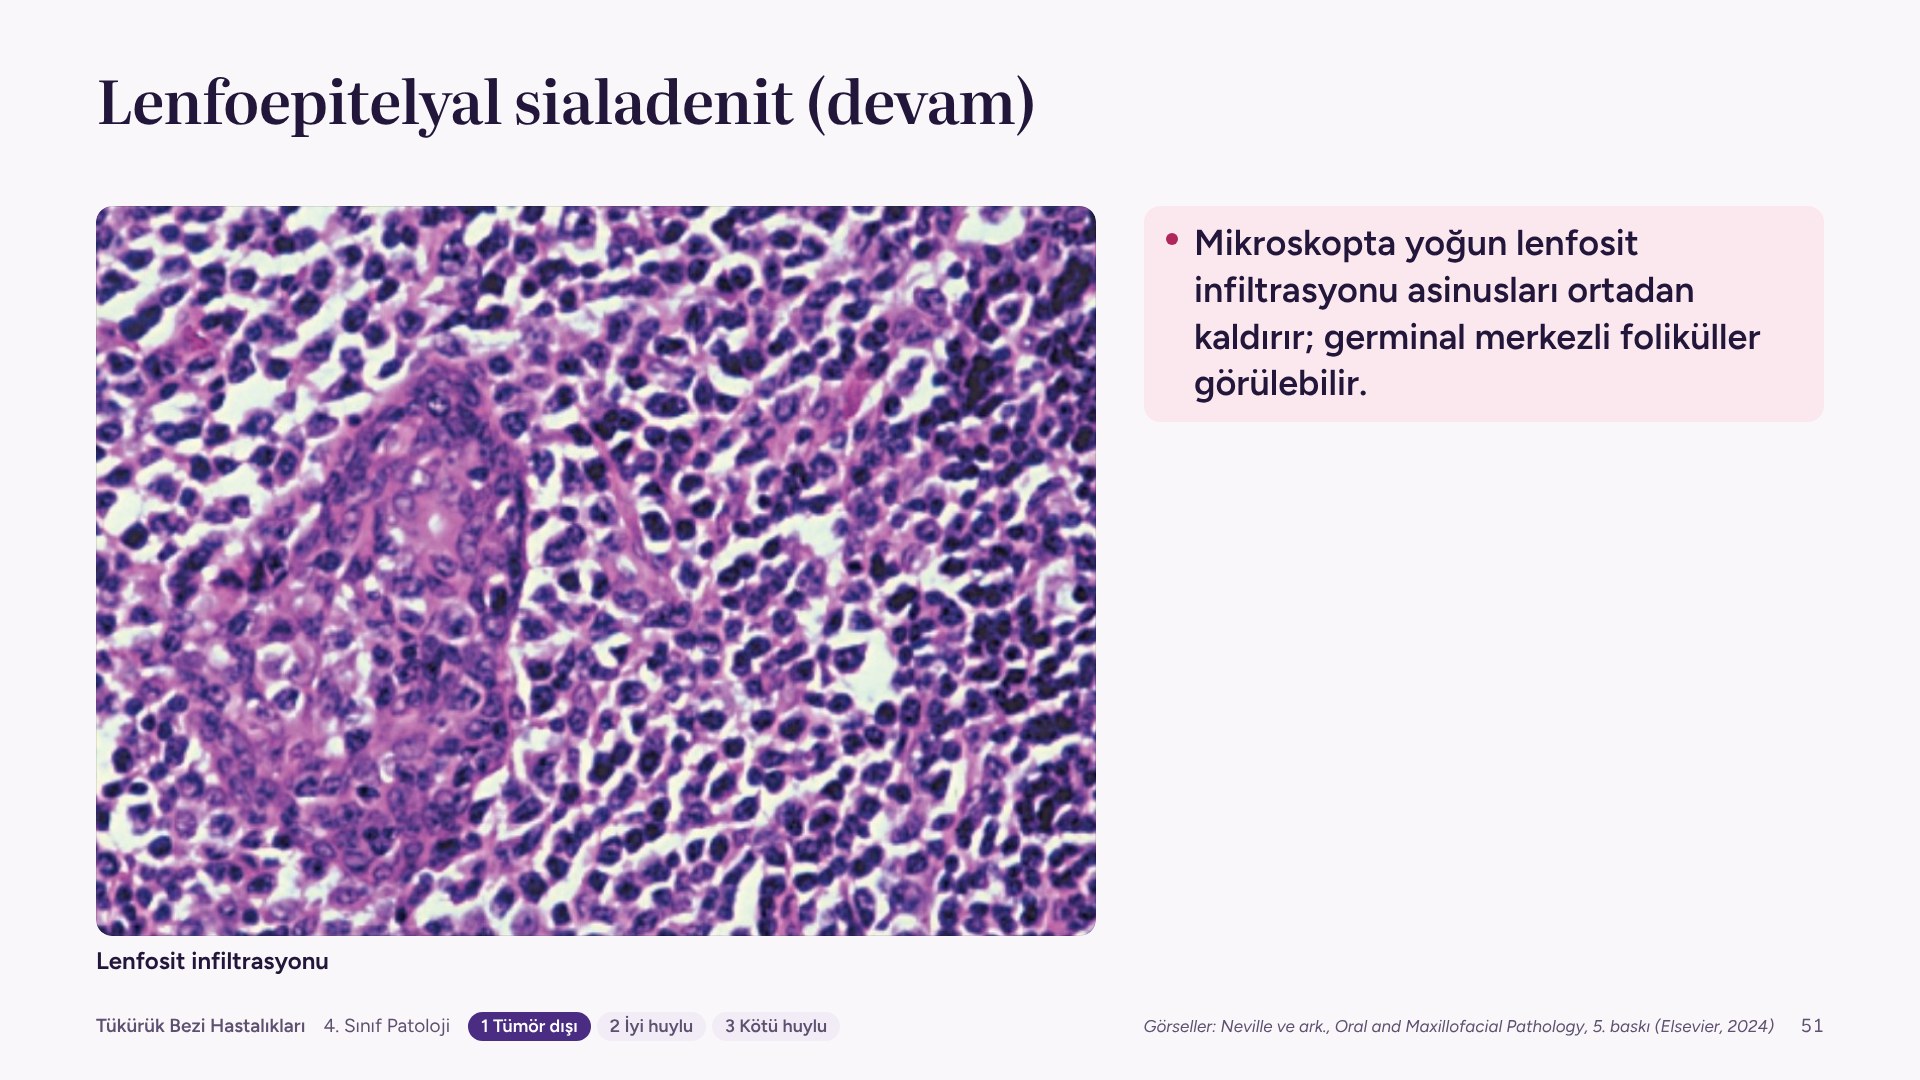 Lenfoepitelyal sialadenit (devam)
Mikroskopta yoğun lenfosit
infiltrasyonu asinusları ortadan
kaldırır; germinal merkezli foliküller
görülebilir.
Lenfosit infiltrasyonu
Tükürük Bezi Hastalıkları 4. Sınıf Patoloji 1 Tümör dışı 2 İyi huylu 3 Kötü huylu
Görseller: Neville ve ark., Oral and Maxillofacial Pathology, 5. baskı (Elsevier, 2024) 51